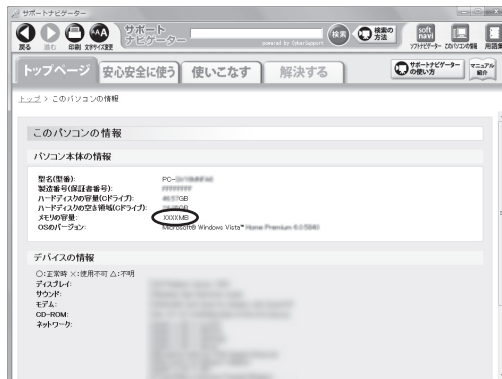 サポートナビゲーター
戻る 進む 印刷 文字サイズ変更
サポート
ナビゲーター
powered by CyberSupport
検索
検索の
方法
soft
navi
ソフトナビゲーター このパソコンの情報 用語集
トップページ 安心安全に使う 使いこなす 解決する
サポートナビゲーター
の使い方
マニュアル
紹介
トップ > このパソコンの情報
このパソコンの情報
パソコン本体の情報
型名(型番): PC-
製造番号(保証書番号):
ハードディスクの容量(Cドライブ): GB
ハードディスクの空き領域(Cドライブ):
メモリの容量: XXXXMB
OSのバージョン: Microsoft® Windows Vista™ Home Premium 6.0.5840
デバイスの情報
○:正常時 ×:使用不可 △:不明
ディスプレイ:
サウンド:
モデム:
CD-ROM:
ネットワーク: